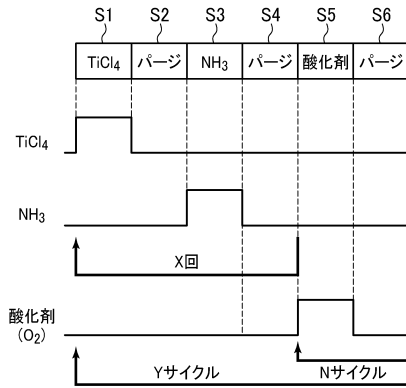 S1 S2 S3 S4 S5 S6
TiCl4 パージ NH3 パージ 酸化剤 パージ
TiCl4
NH3
X回
酸化剤
(O2)
Yサイクル Nサイクル